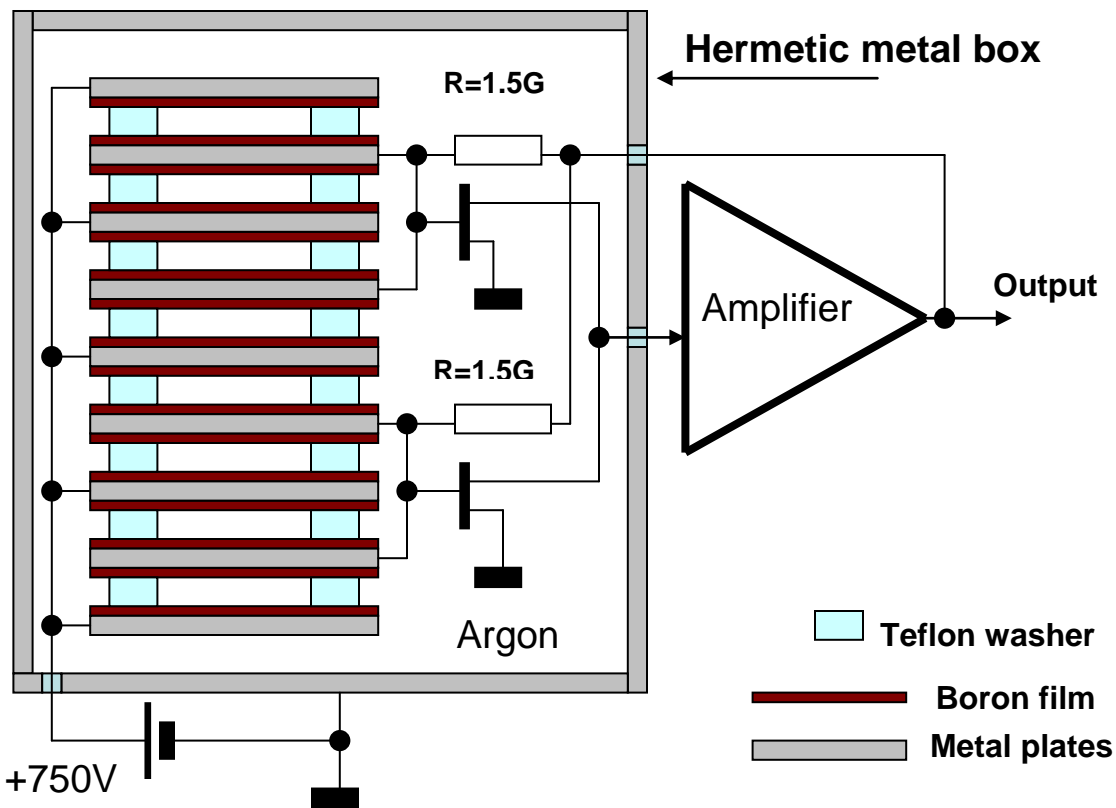 Hermetic metal box
R=1.5G
Amplifier
Output
R=1.5G
Argon
Teflon washer
Boron film
Metal plates
+750V